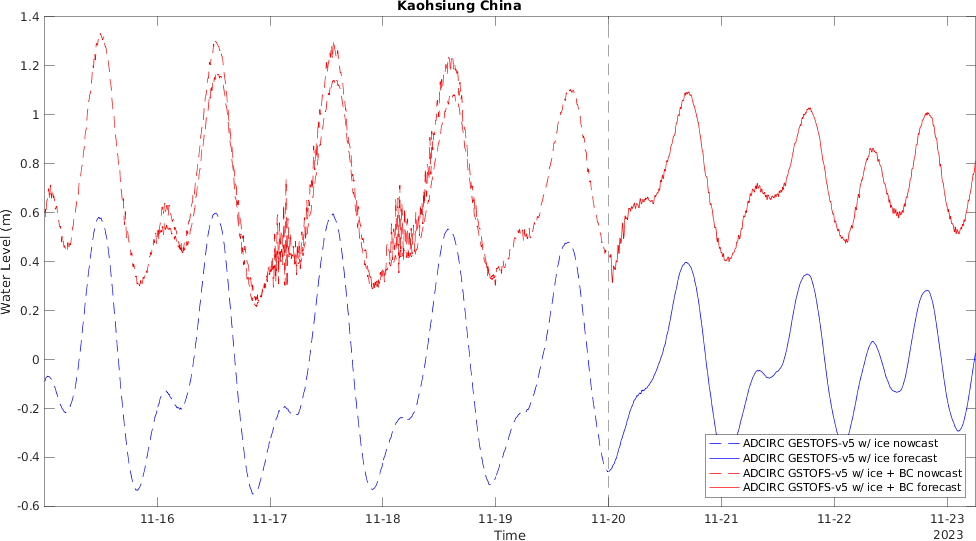 Kaohsiung China
Water Level (m)
1.4
1.2
1
0.8
0.6
0.4
0.2
0
-0.2
-0.4
-0.6
ADCIRC GESTOFS-v5 w/ ice nowcast
ADCIRC GESTOFS-v5 w/ ice forecast
ADCIRC GSTOFS-v5 w/ ice + BC nowcast
ADCIRC GSTOFS-v5 w/ ice + BC forecast
11-16 11-17 11-18 11-19 11-20 11-21 11-22 11-23
Time 2023